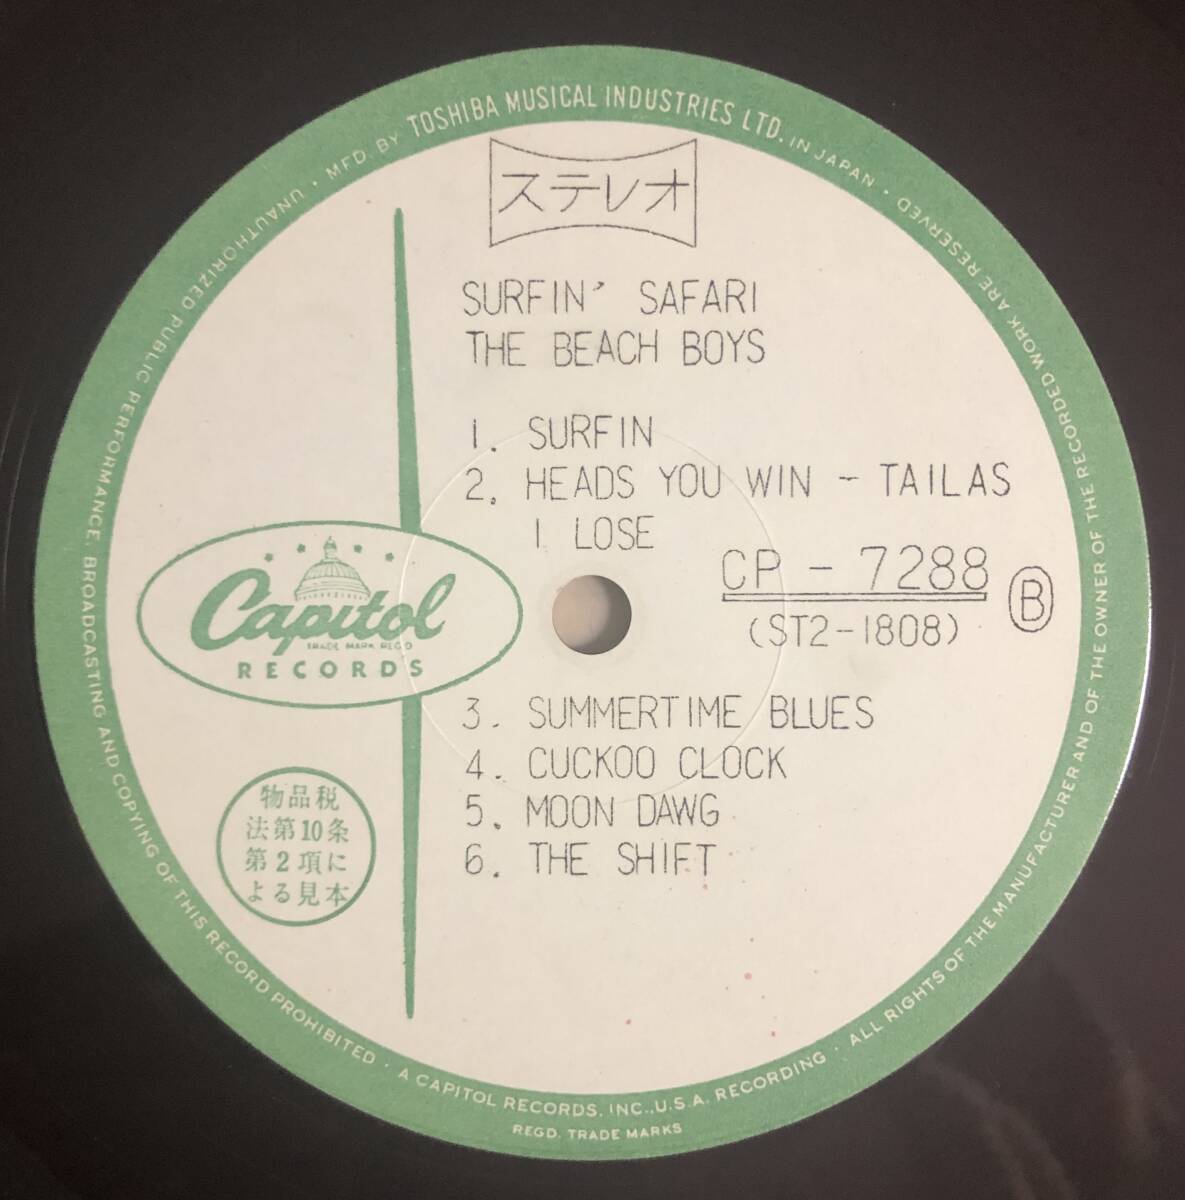 UNAUTHORIZED PUBLIC PERFORMANCE, BROADCASTING AND COPYING OF THIS RECORD PROHIBITED · A CAPITOL RECORDS, INC., U.S.A. RECORDING · ALL RIGHTS OF THE MANUFACTURER AND OF THE OWNER OF THE RECORDED WORK ARE RESERVED ·
MFD. BY TOSHIBA MUSICAL INDUSTRIES LTD. IN JAPAN ·
REGD. TRADE MARKS
ステレオ
SURFIN' SAFARI
THE BEACH BOYS
1. SURFIN
2. HEADS YOU WIN - TAILAS
I LOSE
CP - 7288
B
(ST2-1808)
Capitol
TRADE MARK REGD
RECORDS
3. SUMMERTIME BLUES
4. CUCKOO CLOCK
5. MOON DAWG
6. THE SHIFT
物品税
法第10条
第2項に
よる見本